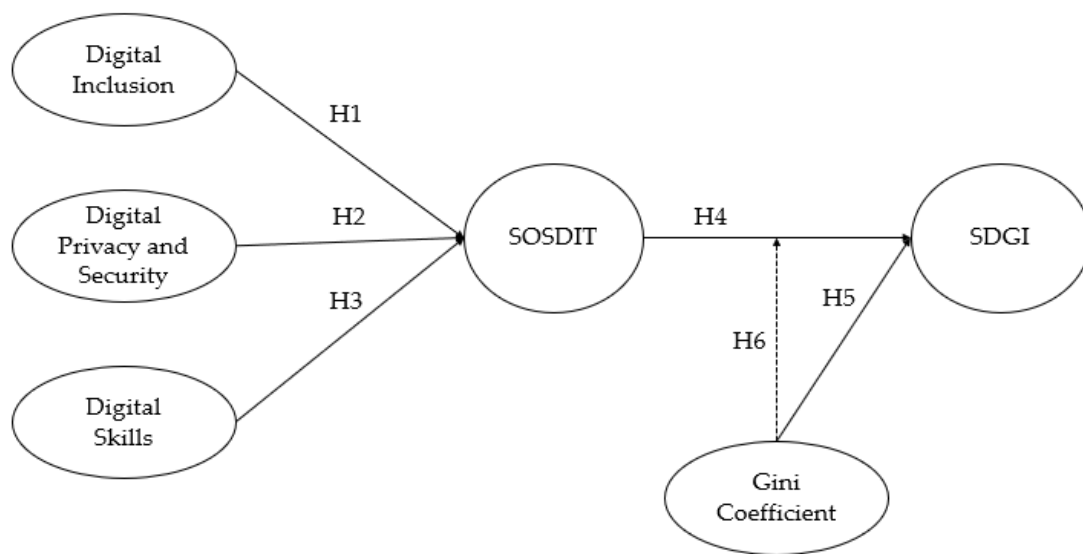 Digital
Inclusion
H1
Digital
Privacy and
Security
H2
SOSDIT
H4
SDGI
H3
H5
H6
Digital
Skills
Gini
Coefficient